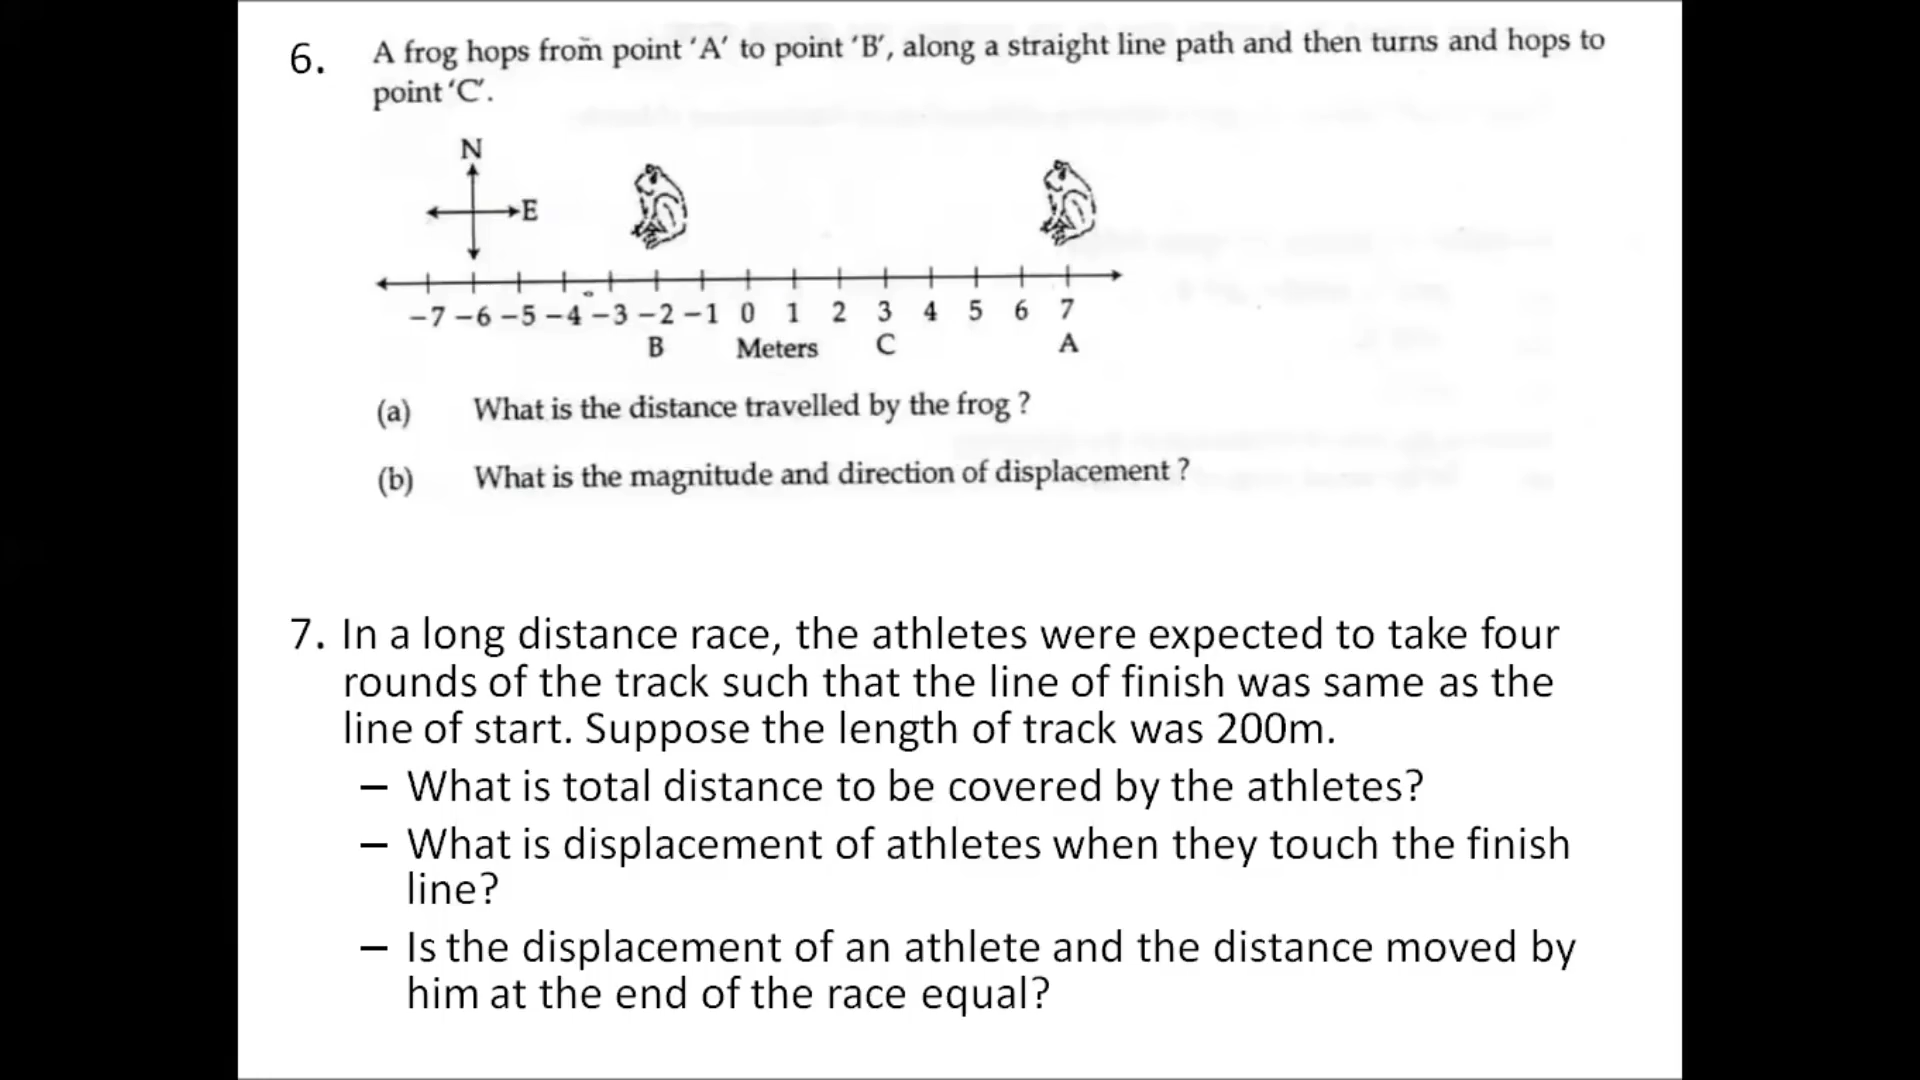 6. A frog hops from point 'A' to point 'B', along a straight line path and then turns and hops to
point 'C'.
N
E
-7 -6 -5 -4 -3 -2 -1 0 1 2 3 4 5 6 7
B Meters C A
(a) What is the distance travelled by the frog ?
(b) What is the magnitude and direction of displacement ?
7. In a long distance race, the athletes were expected to take four
rounds of the track such that the line of finish was same as the
line of start. Suppose the length of track was 200m.
– What is total distance to be covered by the athletes?
– What is displacement of athletes when they touch the finish
line?
– Is the displacement of an athlete and the distance moved by
him at the end of the race equal?